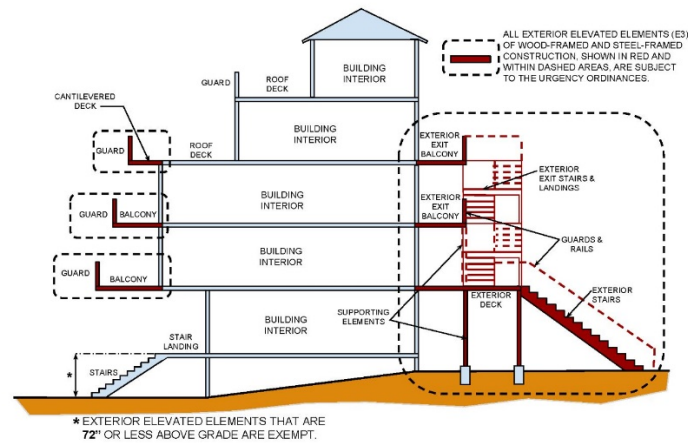 ALL EXTERIOR ELEVATED ELEMENTS (E3)
OF WOOD-FRAMED AND STEEL-FRAMED
CONSTRUCTION, SHOWN IN RED AND
WITHIN DASHED AREAS, ARE SUBJECT
TO THE URGENCY ORDINANCES.
BUILDING
INTERIOR
GUARD
ROOF
DECK
CANTILEVERED
DECK
BUILDING
INTERIOR
EXTERIOR
EXIT
BALCONY
GUARD
ROOF
DECK
EXTERIOR
EXIT STAIRS &
LANDINGS
BUILDING
INTERIOR
EXTERIOR
EXIT
BALCONY
GUARD
BALCONY
GUARDS &
RAILS
BUILDING
INTERIOR
GUARD
BALCONY
EXTERIOR
STAIRS
EXTERIOR
DECK
SUPPORTING
ELEMENTS
BUILDING
INTERIOR
STAIR
LANDING
*
STAIRS
* EXTERIOR ELEVATED ELEMENTS THAT ARE
72" OR LESS ABOVE GRADE ARE EXEMPT.